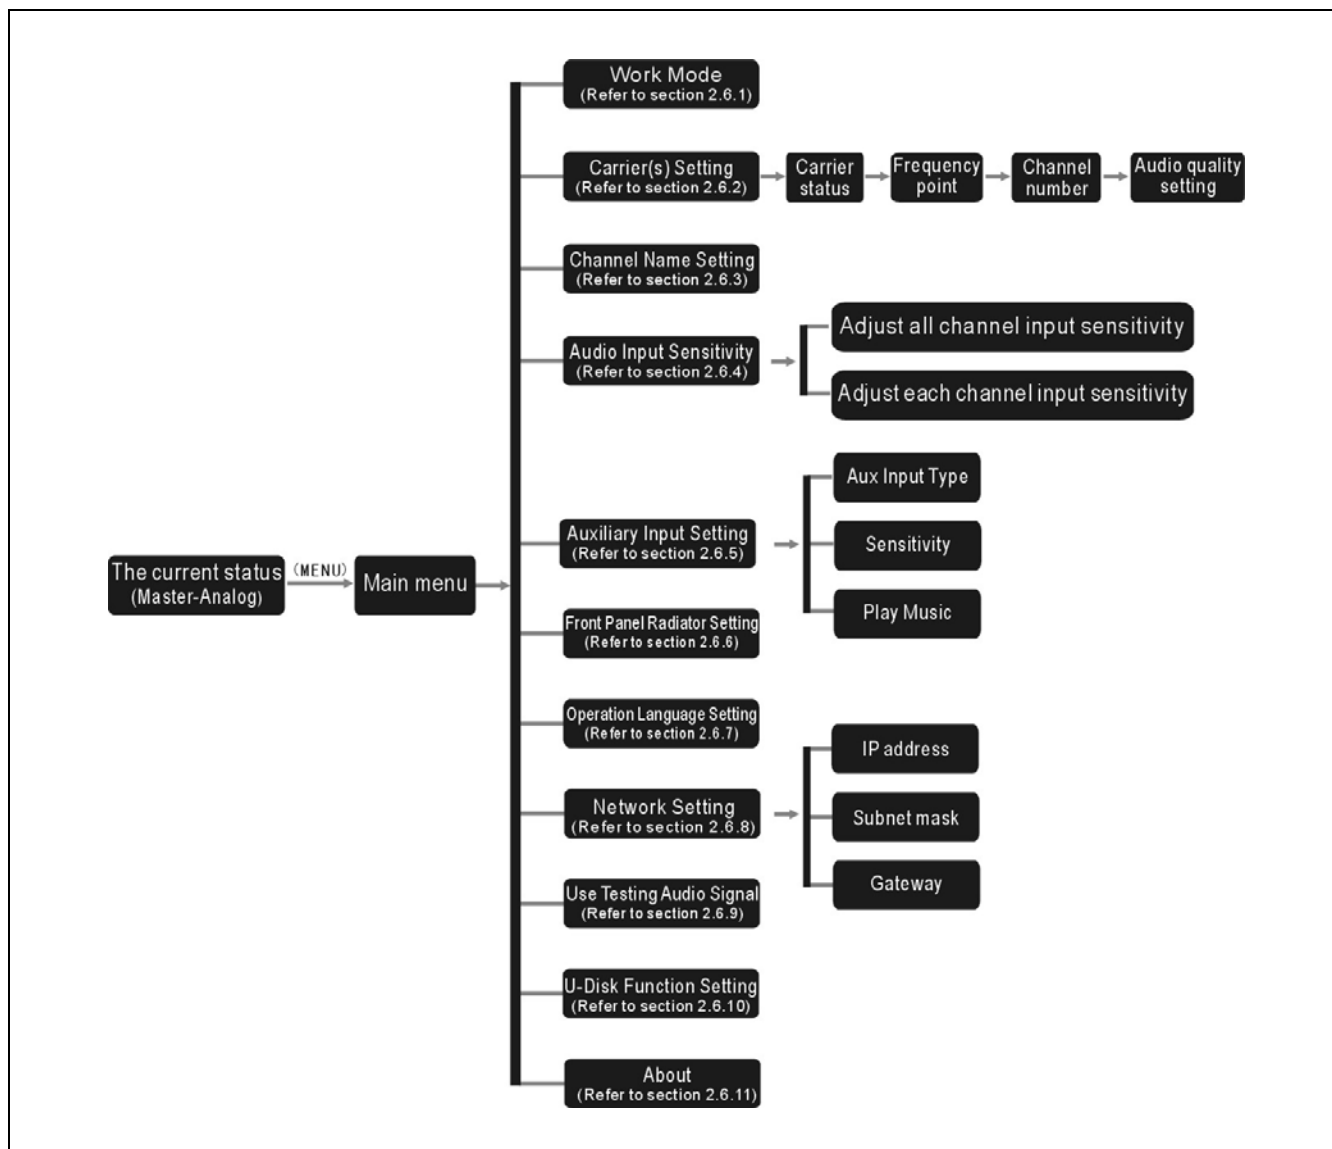 Work Mode
(Refer to section 2.6.1)
Carrier(s) Setting
(Refer to section 2.6.2)
Carrier
status
Frequency
point
Channel
number
Audio quality
setting
Channel Name Setting
(Refer to section 2.6.3)
Audio Input Sensitivity
(Refer to section 2.6.4)
Adjust all channel input sensitivity
Adjust each channel input sensitivity
The current status
(Master-Analog)
(MENU)
Main menu
Auxiliary Input Setting
(Refer to section 2.6.5)
Aux Input Type
Sensitivity
Play Music
Front Panel Radiator Setting
(Refer to section 2.6.6)
Operation Language Setting
(Refer to section 2.6.7)
Network Setting
(Refer to section 2.6.8)
IP address
Subnet mask
Gateway
Use Testing Audio Signal
(Refer to section 2.6.9)
U-Disk Function Setting
(Refer to section 2.6.10)
About
(Refer to section 2.6.11)